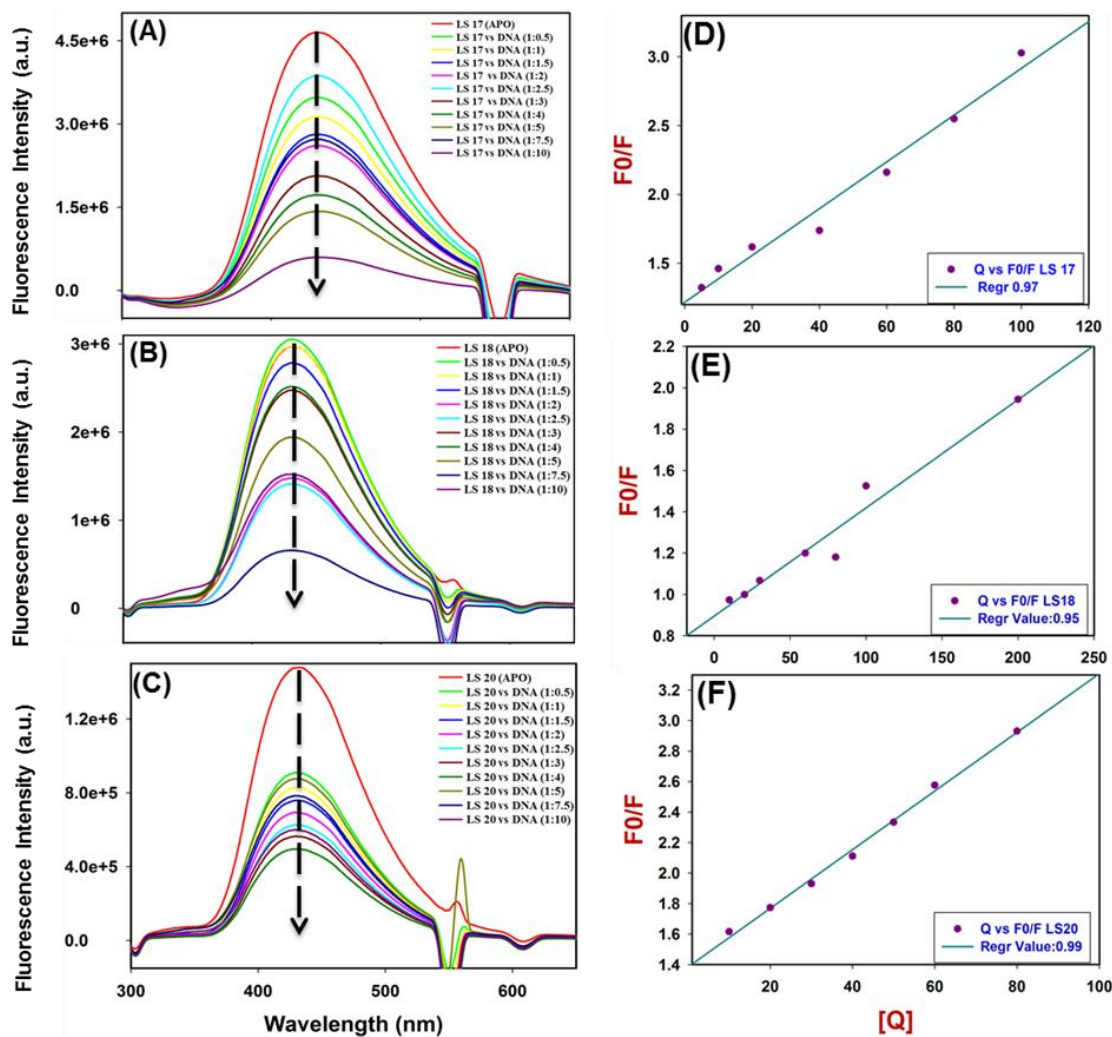 (A)
Fluorescence Intensity (a.u.)
4.5e+6
3.0e+6
1.5e+6
0.0
LS 17 (APO)
LS 17 vs DNA (1:0.5)
LS 17 vs DNA (1:1)
LS 17 vs DNA (1:1.5)
LS 17 vs DNA (1:2)
LS 17 vs DNA (1:2.5)
LS 17 vs DNA (1:3)
LS 17 vs DNA (1:4)
LS 17 vs DNA (1:5)
LS 17 vs DNA (1:7.5)
LS 17 vs DNA (1:10)
(D)
F0/F
3.0
2.5
2.0
1.5
Q vs F0/F LS 17
Regr 0.97
0 20 40 60 80 100 120
(B)
Fluorescence Intensity (a.u.)
3e+6
2e+6
1e+6
0
LS 18 (APO)
LS 18 vs DNA (1:0.5)
LS 18 vs DNA (1:1)
LS 18 vs DNA (1:1.5)
LS 18 vs DNA (1:2)
LS 18 vs DNA (1:2.5)
LS 18 vs DNA (1:3)
LS 18 vs DNA (1:4)
LS 18 vs DNA (1:5)
LS 18 vs DNA (1:7.5)
LS 18 vs DNA (1:10)
(E)
F0/F
2.2
2.0
1.8
1.6
1.4
1.2
1.0
0.8
Q vs F0/F LS18
Regr Value:0.95
0 50 100 150 200 250
(C)
Fluorescence Intensity (a.u.)
1.2e+6
8.0e+5
4.0e+5
0.0
LS 20 (APO)
LS 20 vs DNA (1:0.5)
LS 20 vs DNA (1:1)
LS 20 vs DNA (1:1.5)
LS 20 vs DNA (1:2)
LS 20 vs DNA (1:2.5)
LS 20 vs DNA (1:3)
LS 20 vs DNA (1:4)
LS 20 vs DNA (1:5)
LS 20 vs DNA (1:7.5)
LS 20 vs DNA (1:10)
300 400 500 600
Wavelength (nm)
(F)
F0/F
3.2
3.0
2.8
2.6
2.4
2.2
2.0
1.8
1.6
1.4
Q vs F0/F LS20
Regr Value:0.99
20 40 60 80 100
[Q]